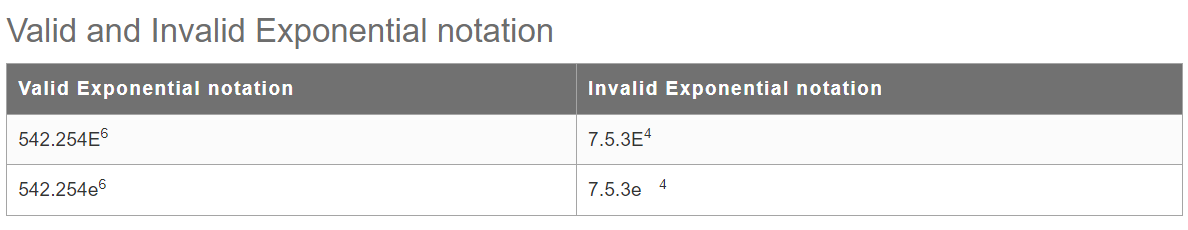 Valid and Invalid Exponential notation
Valid Exponential notation Invalid Exponential notation
542.254E⁶ 7.5.3E⁴
542.254e⁶ 7.5.3e ⁴